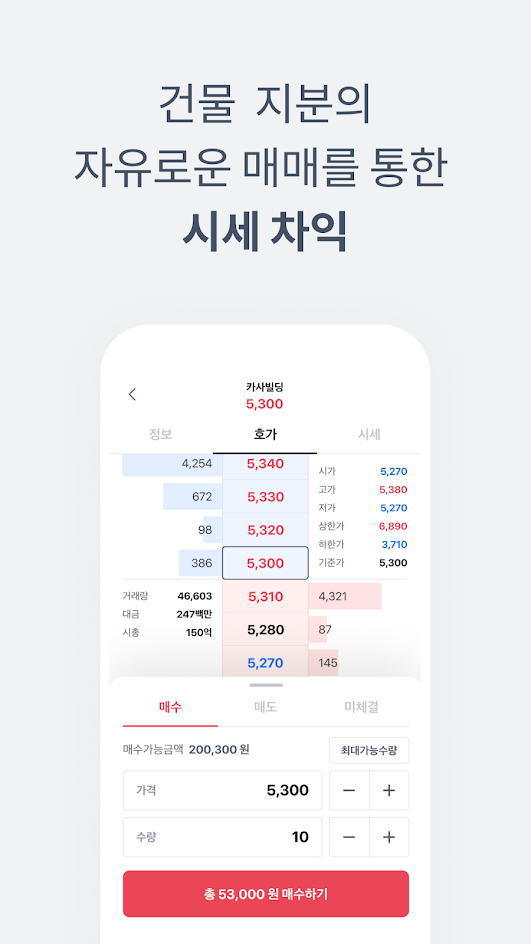 건물 지분의
자유로운 매매를 통한
시세 차익
카사빌딩
5,300
정보 호가 시세
4,254 5,340
672 5,330
98 5,320
386 5,300
시가 5,270
고가 5,380
저가 5,270
상한가 6,890
하한가 3,710
기준가 5,300
거래량 46,603
대금 247백만
시총 150억
5,310 4,321
5,280 87
5,270 145
매수 매도 미체결
매수가능금액 200,300 원 최대가능수량
가격 5,300 − +
수량 10 − +
총 53,000 원 매수하기